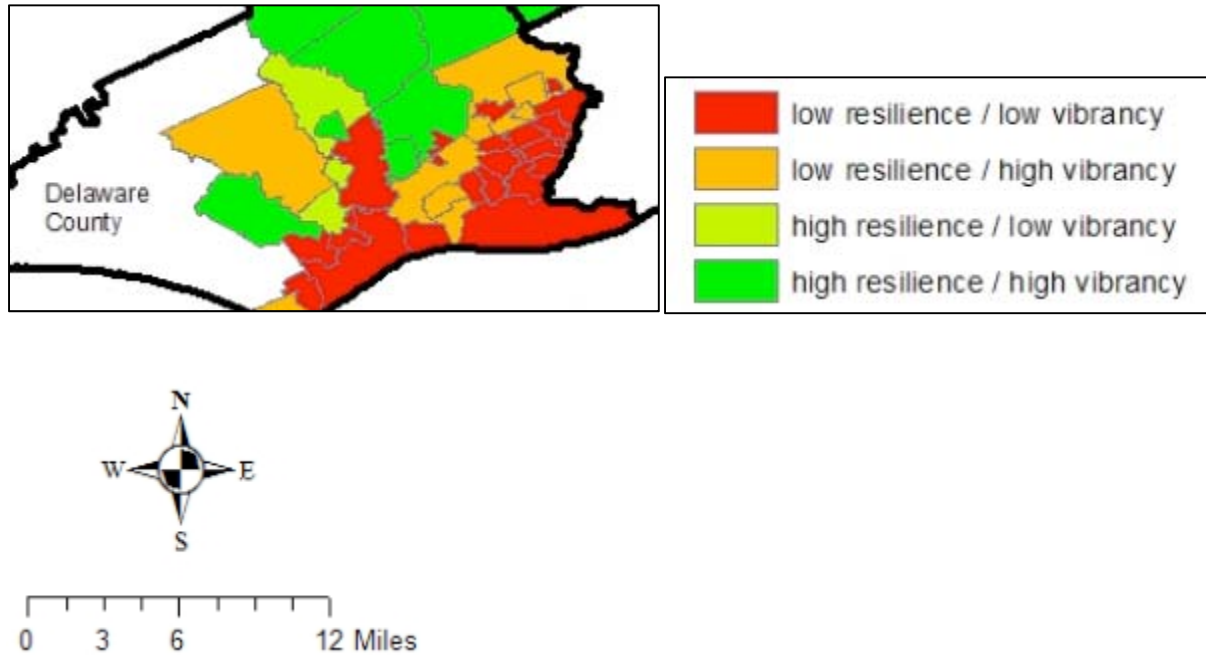 Delaware
County
low resilience / low vibrancy
low resilience / high vibrancy
high resilience / low vibrancy
high resilience / high vibrancy
N
W E
S
0 3 6 12 Miles